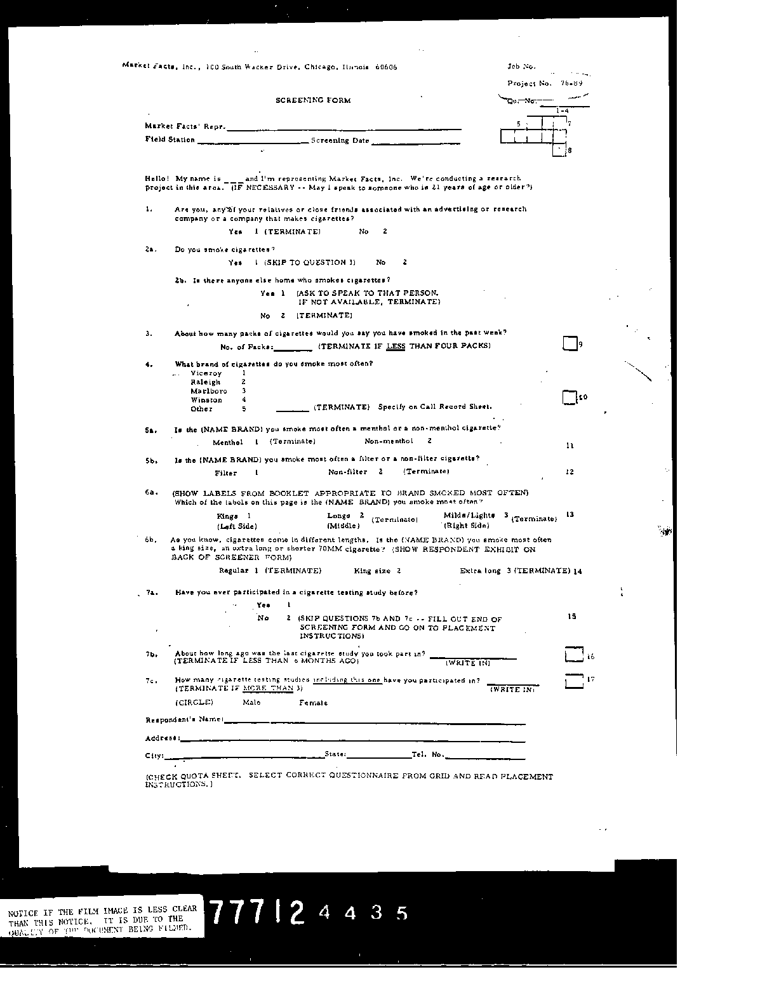 Market Facts, Inc., 100 South Wacker Drive, Chicago, Illinois 60606
Job No.
Project No. 76-89
SCREENING FORM
Qu. No.
1-4
Market Facts' Repr.
5 7
Field Station Screening Date
8
Hello! My name is ___ and I'm representing Market Facts, Inc. We're conducting a research
project in this area. (IF NECESSARY -- May I speak to someone who is 21 years of age or older?)
1. Are you, any of your relatives or close friends associated with an advertising or research
company or a company that makes cigarettes?
Yes 1 (TERMINATE) No 2
2a. Do you smoke cigarettes?
Yes 1 (SKIP TO QUESTION 3) No 2
2b. Is there anyone else home who smokes cigarettes?
Yes 1 (ASK TO SPEAK TO THAT PERSON.
IF NOT AVAILABLE, TERMINATE)
No 2 (TERMINATE)
3. About how many packs of cigarettes would you say you have smoked in the past week?
No. of Packs: (TERMINATE IF LESS THAN FOUR PACKS) 9
4. What brand of cigarettes do you smoke most often?
Viceroy 1
Raleigh 2
Marlboro 3
Winston 4 10
Other 5 (TERMINATE) Specify on Call Record Sheet.
5a. Is the (NAME BRAND) you smoke most often a menthol or a non-menthol cigarette?
Menthol 1 (Terminate) Non-menthol 2 11
5b. Is the (NAME BRAND) you smoke most often a filter or a non-filter cigarette?
Filter 1 Non-filter 2 (Terminate) 12
6a. (SHOW LABELS FROM BOOKLET APPROPRIATE TO BRAND SMOKED MOST OFTEN)
Which of the labels on this page is the (NAME BRAND) you smoke most often?
Kings 1 Longs 2 (Terminate) Milds/Lights 3 (Terminate) 13
(Left Side) (Middle) (Right Side)
6b. As you know, cigarettes come in different lengths. Is the (NAME BRAND) you smoke most often
a king size, an extra long or shorter 70MM cigarette? (SHOW RESPONDENT EXHIBIT ON
BACK OF SCREENER FORM)
Regular 1 (TERMINATE) King size 2 Extra long 3 (TERMINATE) 14
7a. Have you ever participated in a cigarette testing study before?
Yes 1
No 2 (SKIP QUESTIONS 7b AND 7c -- FILL OUT END OF 15
SCREENING FORM AND GO ON TO PLACEMENT
INSTRUCTIONS)
7b. About how long ago was the last cigarette study you took part in? 16
(TERMINATE IF LESS THAN 6 MONTHS AGO) (WRITE IN)
7c. How many cigarette testing studies including this one have you participated in? 17
(TERMINATE IF MORE THAN 3) (WRITE IN)
(CIRCLE) Male Female
Respondent's Name:
Address:
City: State: Tel. No.
(CHECK QUOTA SHEET. SELECT CORRECT QUESTIONNAIRE FROM GRID AND READ PLACEMENT
INSTRUCTIONS.)
NOTICE IF THE FILM IMAGE IS LESS CLEAR
THAN THIS NOTICE, IT IS DUE TO THE
QUALITY OF THE DOCUMENT BEING FILMED.
777124435